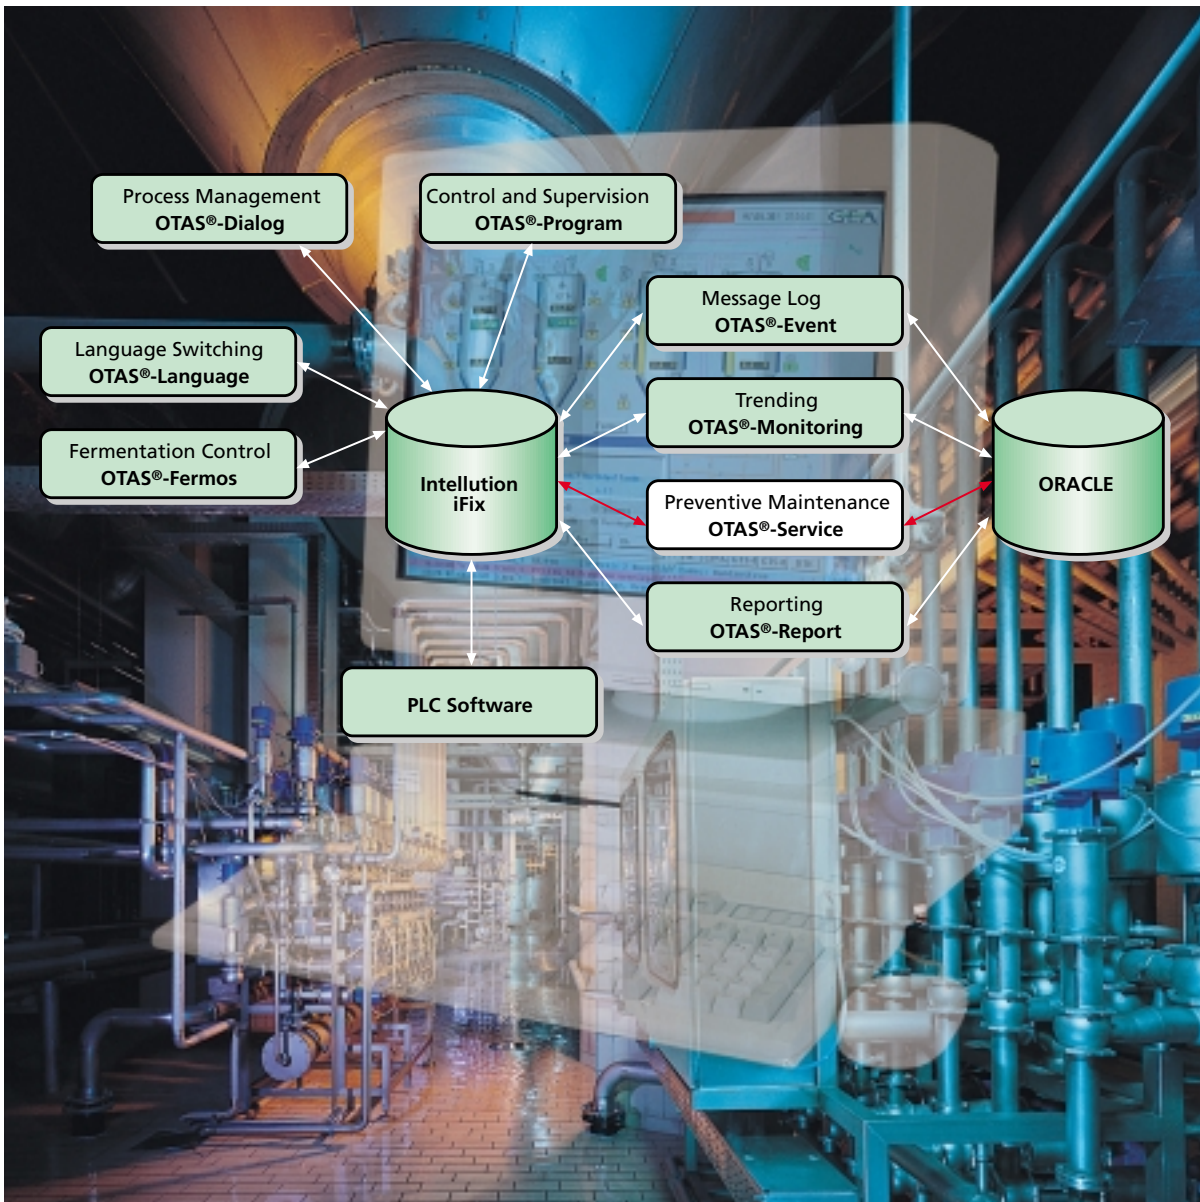 Process Management
OTAS®-Dialog
Control and Supervision
OTAS®-Program
GEA
Message Log
OTAS®-Event
Language Switching
OTAS®-Language
Trending
OTAS®-Monitoring
Fermentation Control
OTAS®-Fermos
Intellution
iFix
ORACLE
Preventive Maintenance
OTAS®-Service
Reporting
OTAS®-Report
PLC Software